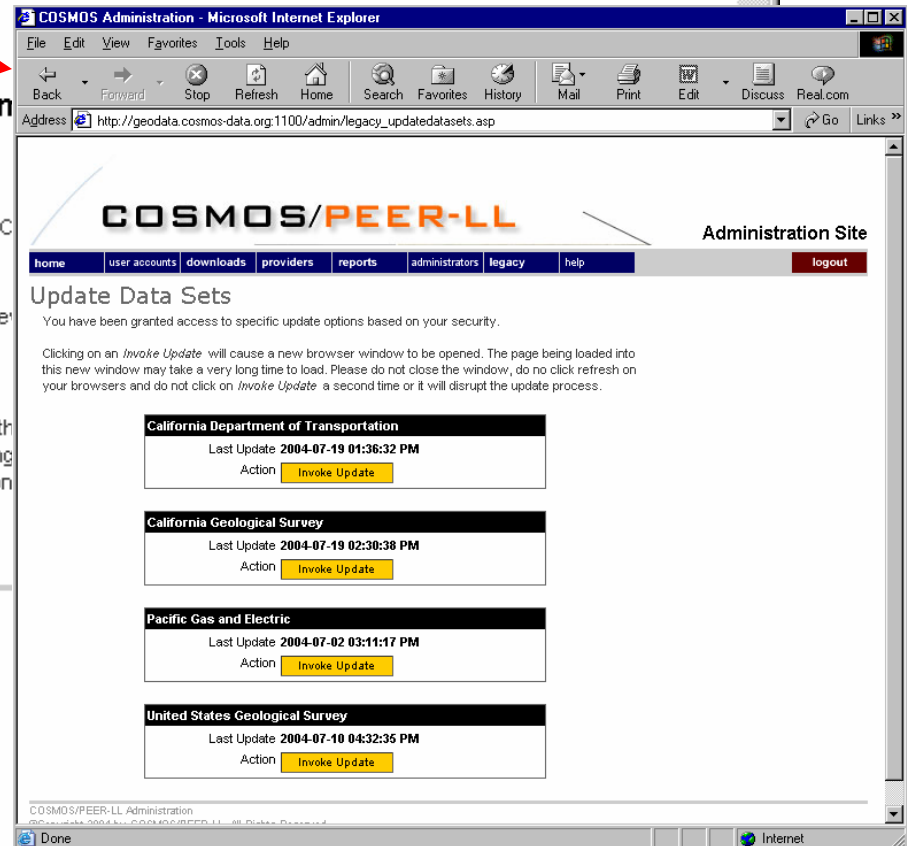 COSMOS Administration - Microsoft Internet Explorer
File Edit View Favorites Tools Help
Back Forward Stop Refresh Home Search Favorites History Mail Print Edit Discuss Real.com
Address http://geodata.cosmos-data.org:1100/admin/legacy_updatedatasets.asp Go Links »
COSMOS/PEER-LL
Administration Site
home user accounts downloads providers reports administrators legacy help logout
Update Data Sets
You have been granted access to specific update options based on your security.
Clicking on an Invoke Update will cause a new browser window to be opened. The page being loaded into
this new window may take a very long time to load. Please do not close the window, do no click refresh on
your browsers and do not click on Invoke Update a second time or it will disrupt the update process.
California Department of Transportation
Last Update 2004-07-19 01:36:32 PM
Action Invoke Update
California Geological Survey
Last Update 2004-07-19 02:30:38 PM
Action Invoke Update
Pacific Gas and Electric
Last Update 2004-07-02 03:11:17 PM
Action Invoke Update
United States Geological Survey
Last Update 2004-07-10 04:32:35 PM
Action Invoke Update
COSMOS/PEER-LL Administration
Done Internet